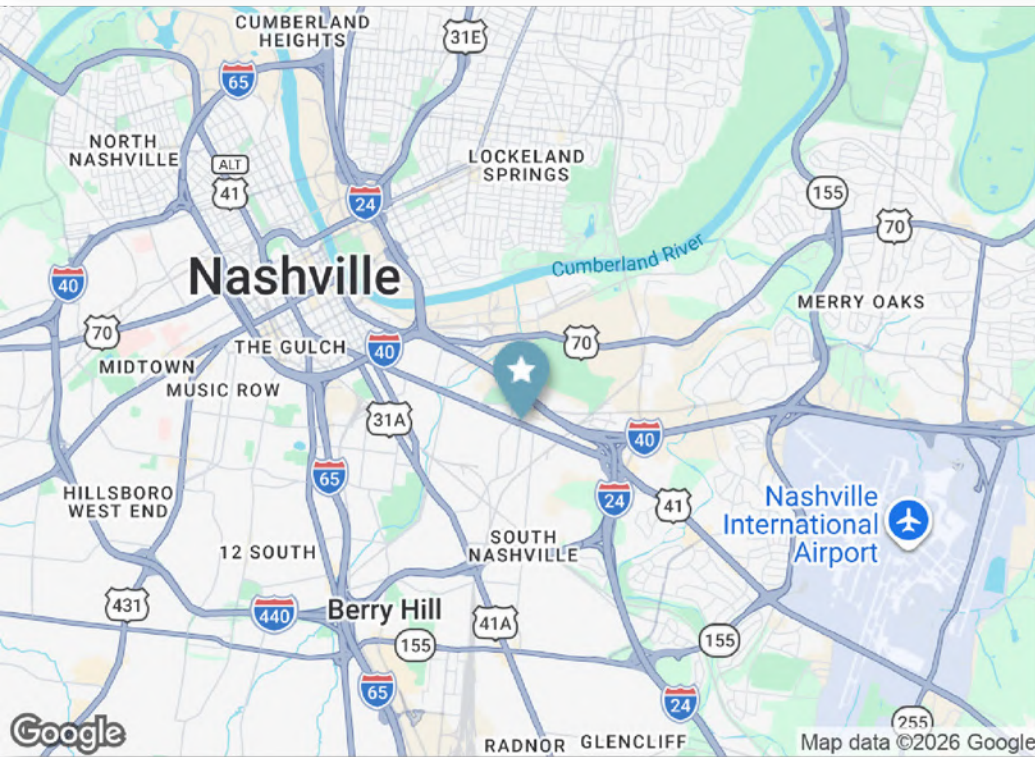 CUMBERLAND
HEIGHTS
31E
65
NORTH
NASHVILLE
ALT
41
LOCKELAND
SPRINGS
24
155
70
Cumberland River
Nashville
40
MERRY OAKS
70
THE GULCH
40
70
MIDTOWN
MUSIC ROW
31A
40
65
HILLSBORO
WEST END
24
41
Nashville
International
Airport
12 SOUTH
SOUTH
NASHVILLE
431
440
Berry Hill
41A
155
155
65
24
255
Google
RADNOR
GLENCLIFF
Map data ©2026 Google